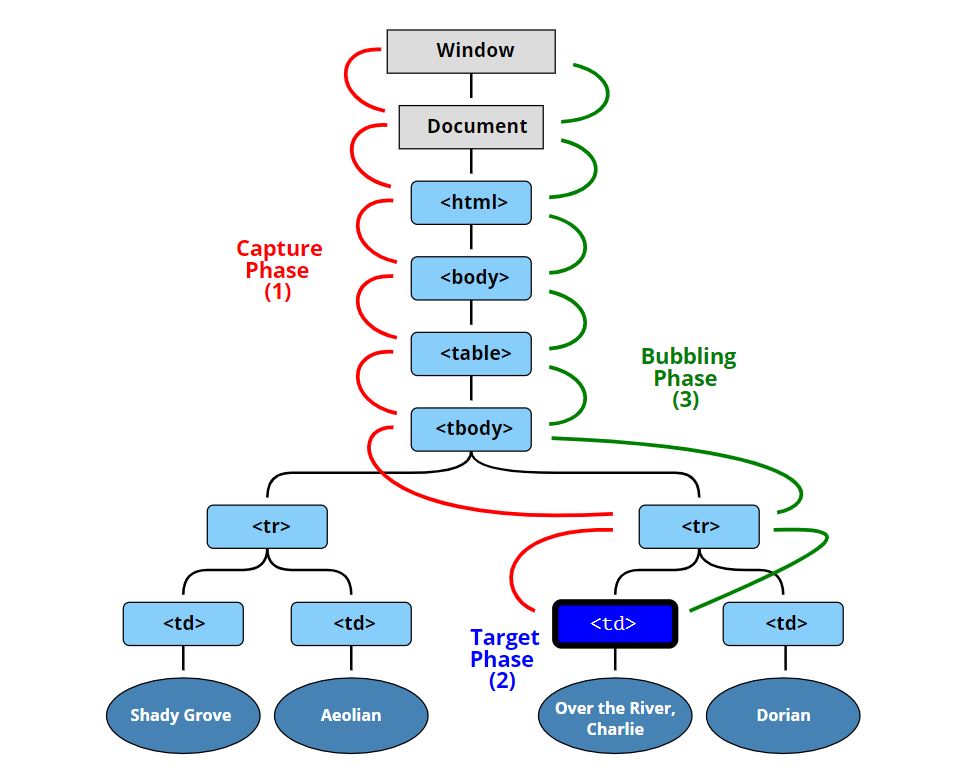 Window
Document
<html>
<body>
<table>
<tbody>
Capture
Phase
(1)
Bubbling
Phase
(3)
<tr>
<tr>
<td>
<td>
<td>
<td>
Target
Phase
(2)
Shady Grove
Aeolian
Over the River,
Charlie
Dorian